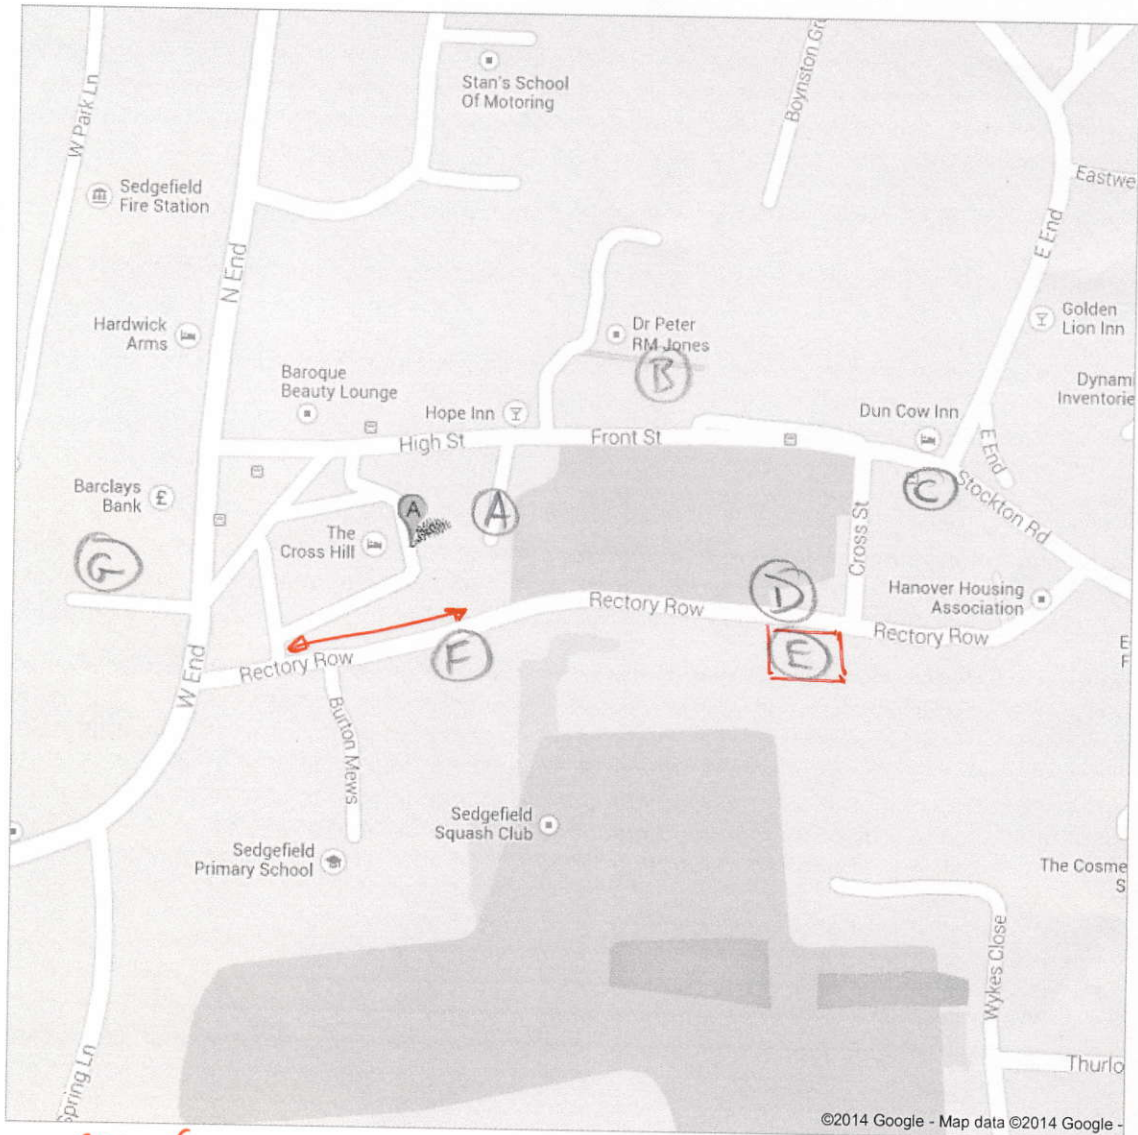 Boynston Gr
Stan's School
Of Motoring
W Park Ln
Eastwe
Sedgefield
Fire Station
E End
N End
Golden
Lion Inn
Hardwick
Arms
Dr Peter
RM Jones
B
Baroque
Beauty Lounge
Dynami
Inventorie
Hope Inn
Dun Cow Inn
High St
Front St
E End
Barclays
Bank
£
C
Stockton Rd
A
A
The
Cross Hill
Cross St
G
Hanover Housing
Association
D
Rectory Row
Rectory Row
E
F
Rectory Row
E
F
W End
Burton Mews
Sedgefield
Squash Club
Sedgefield
Primary School
The Cosme
S
Wykes Close
Spring Ln
Thurlo
©2014 Google - Map data ©2014 Google -